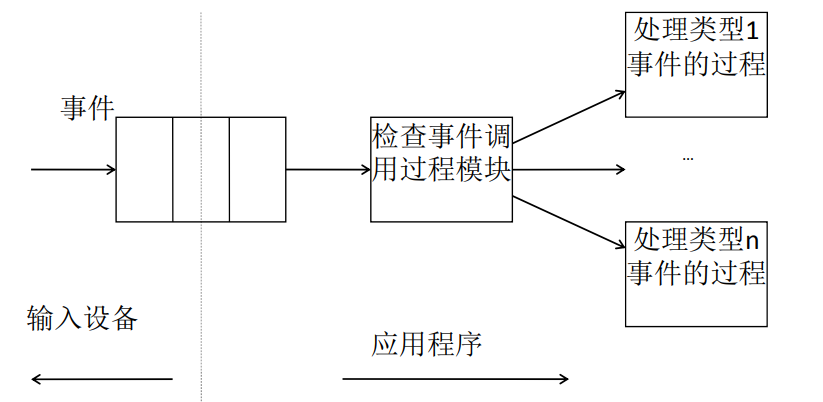 处理类型1
事件的过程
事件
检查事件调
用过程模块
...
处理类型n
事件的过程
输入设备
应用程序